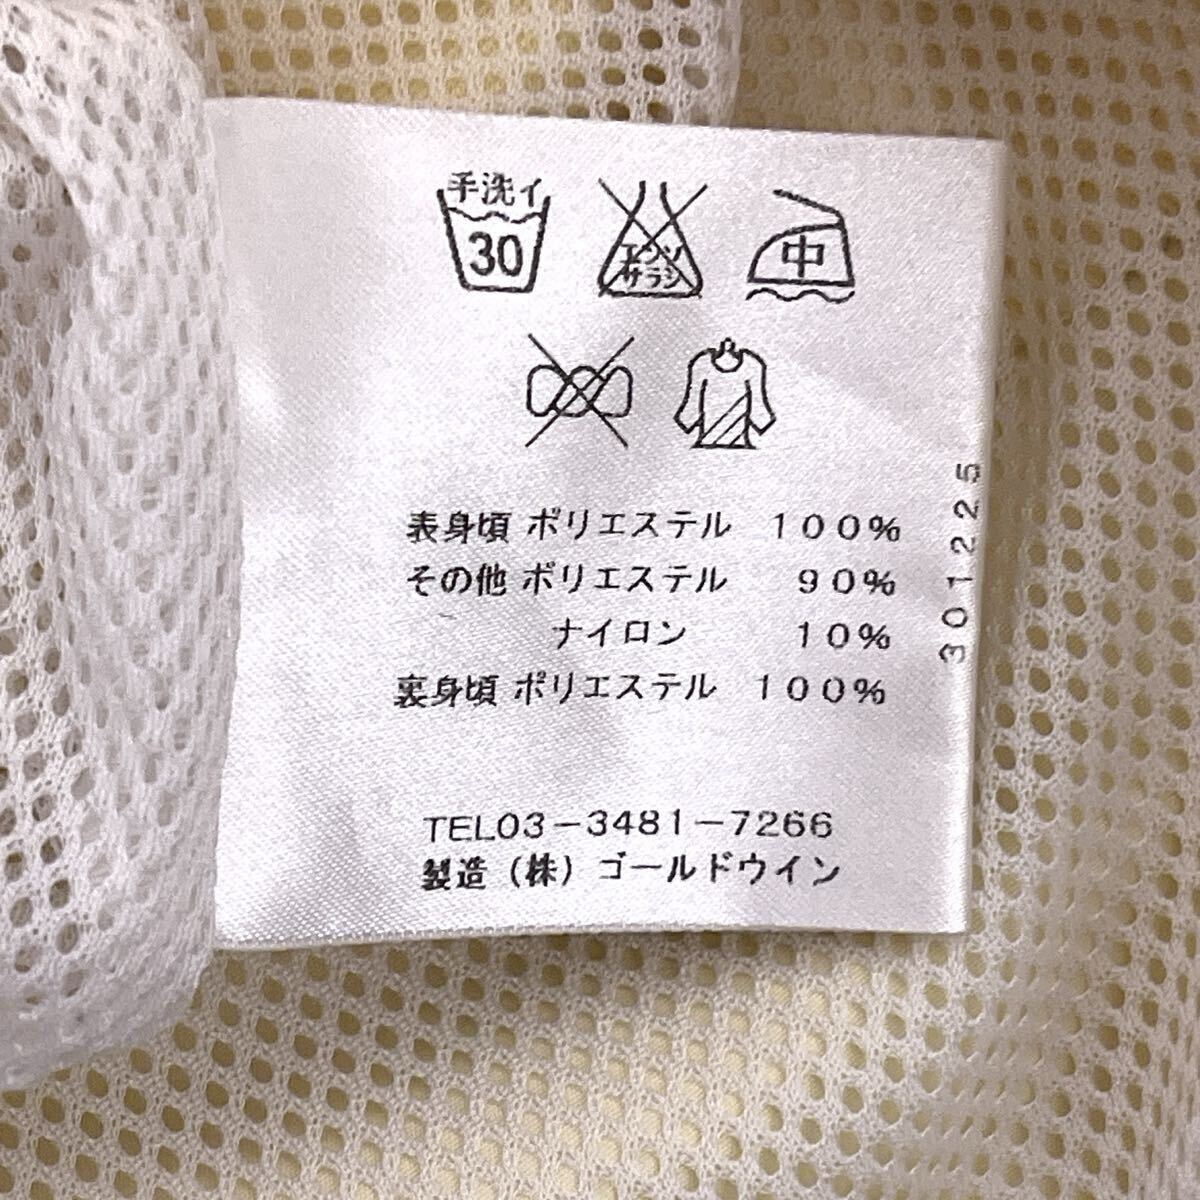 手洗イ
30
エンソ
サラシ
中
表身頃 ポリエステル 100%
その他 ポリエステル 90%
ナイロン 10%
裏身頃 ポリエステル 100%
TEL03-3481-7266
製造(株)ゴールドウイン
301225